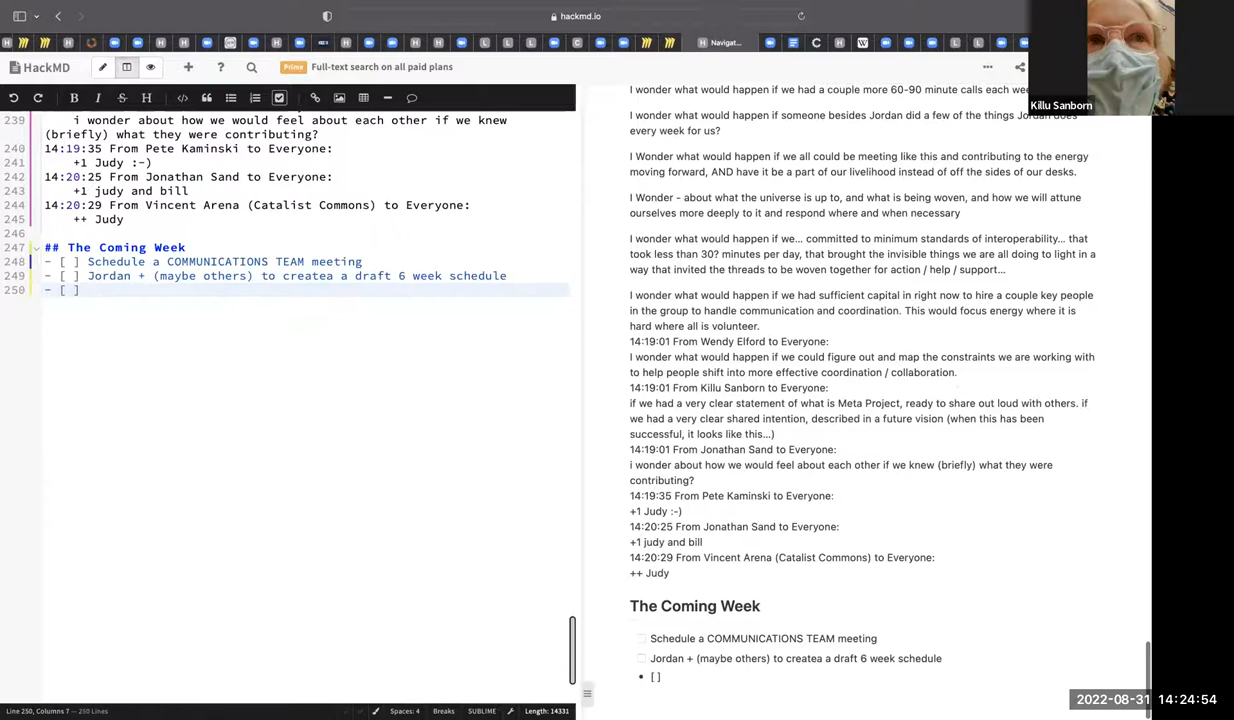 hackmd.io
Navigat...
HackMD
Prime Full-text search on all paid plans
Killu Sanborn
239
i wonder about how we would feel about each other if we knew
(briefly) what they were contributing?
240 14:19:35 From Pete Kaminski to Everyone:
241 +1 Judy :-)
242 14:20:25 From Jonathan Sand to Everyone:
243 +1 judy and bill
244 14:20:29 From Vincent Arena (Catalist Commons) to Everyone:
245 ++ Judy
246
247 ## The Coming Week
248 - [ ] Schedule a COMMUNICATIONS TEAM meeting
249 - [ ] Jordan + (maybe others) to createa a draft 6 week schedule
250 - [ ]
Line 250, Columns 7 — 250 Lines
Spaces: 4 Breaks SUBLIME Length: 14331
I wonder what would happen if we had a couple more 60-90 minute calls each wee
I wonder what would happen if someone besides Jordan did a few of the things Jordan does
every week for us?
I Wonder what would happen if we all could be meeting like this and contributing to the energy
moving forward, AND have it be a part of our livelihood instead of off the sides of our desks.
I Wonder - about what the universe is up to, and what is being woven, and how we will attune
ourselves more deeply to it and respond where and when necessary
I wonder what would happen if we... committed to minimum standards of interoperability... that
took less than 30? minutes per day, that brought the invisible things we are all doing to light in a
way that invited the threads to be woven together for action / help / support...
I wonder what would happen if we had sufficient capital in right now to hire a couple key people
in the group to handle communication and coordination. This would focus energy where it is
hard where all is volunteer.
14:19:01 From Wendy Elford to Everyone:
I wonder what would happen if we could figure out and map the constraints we are working with
to help people shift into more effective coordination / collaboration.
14:19:01 From Killu Sanborn to Everyone:
if we had a very clear statement of what is Meta Project, ready to share out loud with others. if
we had a very clear shared intention, described in a future vision (when this has been
successful, it looks like this...)
14:19:01 From Jonathan Sand to Everyone:
i wonder about how we would feel about each other if we knew (briefly) what they were
contributing?
14:19:35 From Pete Kaminski to Everyone:
+1 Judy :-)
14:20:25 From Jonathan Sand to Everyone:
+1 judy and bill
14:20:29 From Vincent Arena (Catalist Commons) to Everyone:
++ Judy
The Coming Week
Schedule a COMMUNICATIONS TEAM meeting
Jordan + (maybe others) to createa a draft 6 week schedule
• [ ]
2022-08-31 14:24:54